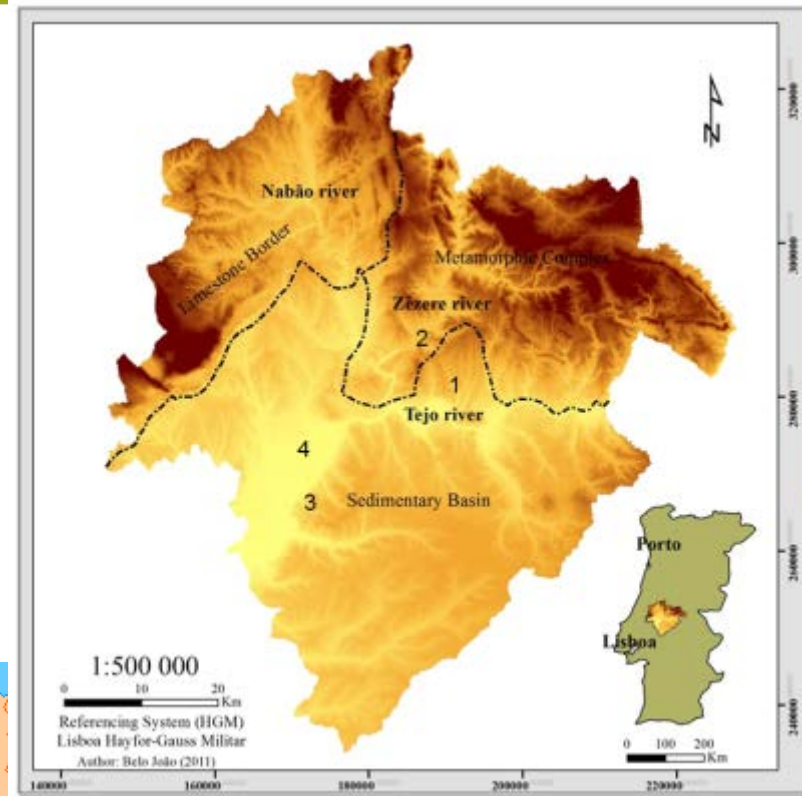 320000
Nabão river
Limestone Border
300000
Metamorphic Complex
Zêzere river
2
1
280000
Tejo river
4
3
Sedimentary Basin
260000
Porto
Lisboa
1:500 000
0 10 20
Km
Referencing System (HGM)
Lisboa Hayfor-Gauss Militar
Author: Belo João (2011)
0 100 200
Km
240000
140000 160000 180000 200000 220000